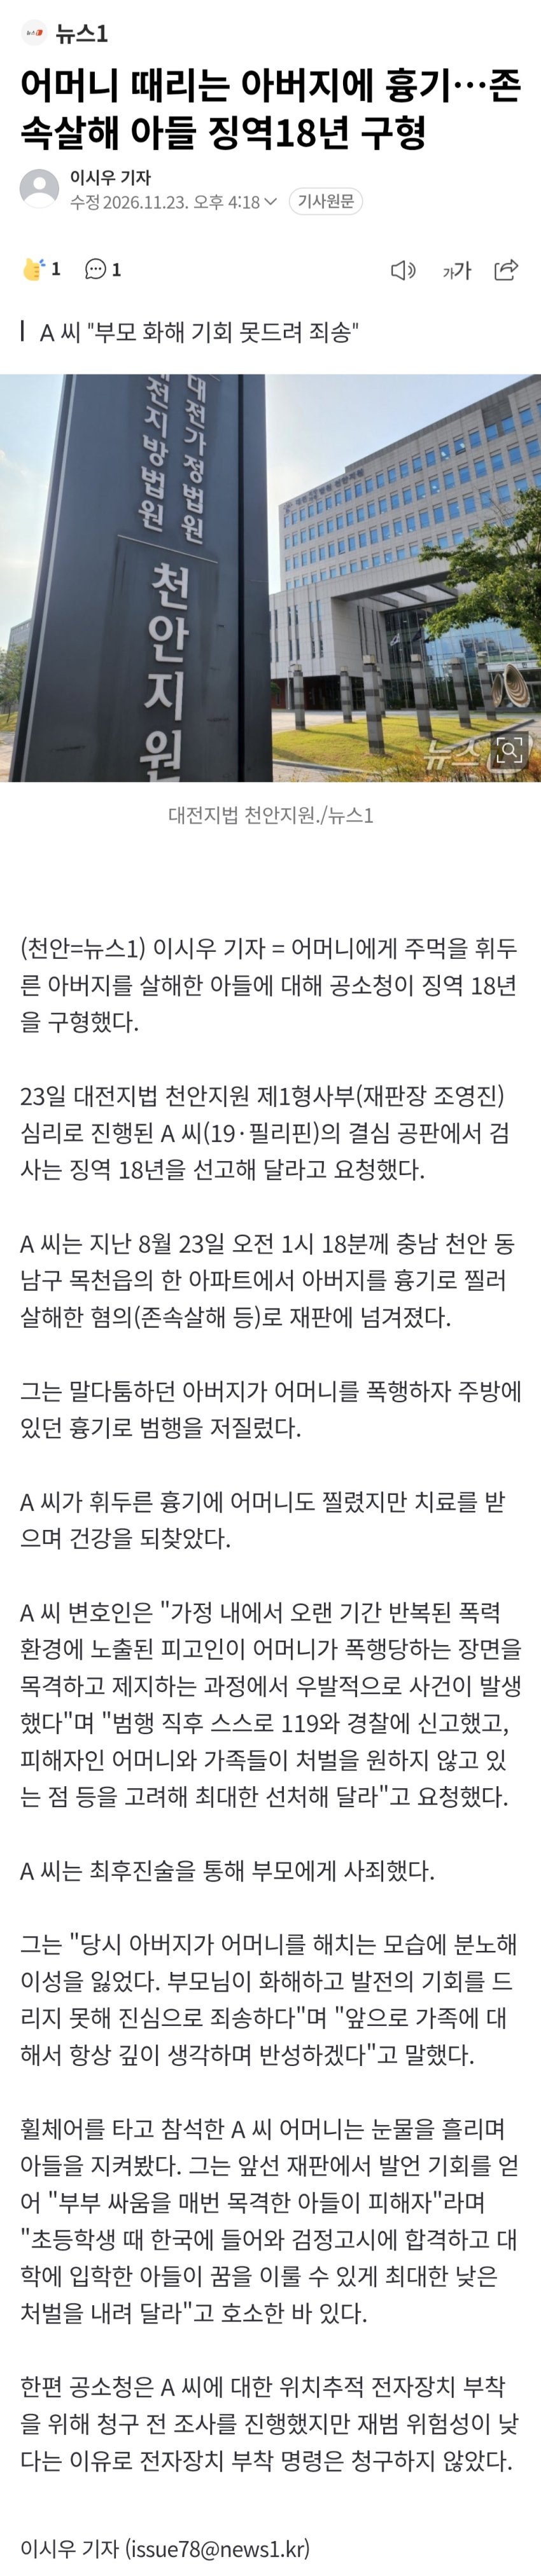 뉴스1
어머니 때리는 아버지에 흉기…존
속살해 아들 징역18년 구형
이시우 기자
수정 2026.11.23. 오후 4:18
기사원문
1
1
가가
A 씨 "부모 화해 기회 못드려 죄송"
대전가정법원
대전지방법원
천안지원
뉴스1
대전지법 천안지원./뉴스1
(천안=뉴스1) 이시우 기자 = 어머니에게 주먹을 휘두
른 아버지를 살해한 아들에 대해 공소청이 징역 18년
을 구형했다.
23일 대전지법 천안지원 제1형사부(재판장 조영진)
심리로 진행된 A 씨(19·필리핀)의 결심 공판에서 검
사는 징역 18년을 선고해 달라고 요청했다.
A 씨는 지난 8월 23일 오전 1시 18분께 충남 천안 동
남구 목천읍의 한 아파트에서 아버지를 흉기로 찔러
살해한 혐의(존속살해 등)로 재판에 넘겨졌다.
그는 말다툼하던 아버지가 어머니를 폭행하자 주방에
있던 흉기로 범행을 저질렀다.
A 씨가 휘두른 흉기에 어머니도 찔렸지만 치료를 받
으며 건강을 되찾았다.
A 씨 변호인은 "가정 내에서 오랜 기간 반복된 폭력
환경에 노출된 피고인이 어머니가 폭행당하는 장면을
목격하고 제지하는 과정에서 우발적으로 사건이 발생
했다"며 "범행 직후 스스로 119와 경찰에 신고했고,
피해자인 어머니와 가족들이 처벌을 원하지 않고 있
는 점 등을 고려해 최대한 선처해 달라"고 요청했다.
A 씨는 최후진술을 통해 부모에게 사죄했다.
그는 "당시 아버지가 어머니를 해치는 모습에 분노해
이성을 잃었다. 부모님이 화해하고 발전의 기회를 드
리지 못해 진심으로 죄송하다"며 "앞으로 가족에 대
해서 항상 깊이 생각하며 반성하겠다"고 말했다.
휠체어를 타고 참석한 A 씨 어머니는 눈물을 흘리며
아들을 지켜봤다. 그는 앞선 재판에서 발언 기회를 얻
어 "부부 싸움을 매번 목격한 아들이 피해자"라며
"초등학생 때 한국에 들어와 검정고시에 합격하고 대
학에 입학한 아들이 꿈을 이룰 수 있게 최대한 낮은
처벌을 내려 달라"고 호소한 바 있다.
한편 공소청은 A 씨에 대한 위치추적 전자장치 부착
을 위해 청구 전 조사를 진행했지만 재범 위험성이 낮
다는 이유로 전자장치 부착 명령은 청구하지 않았다.
이시우 기자 (issue78@news1.kr)